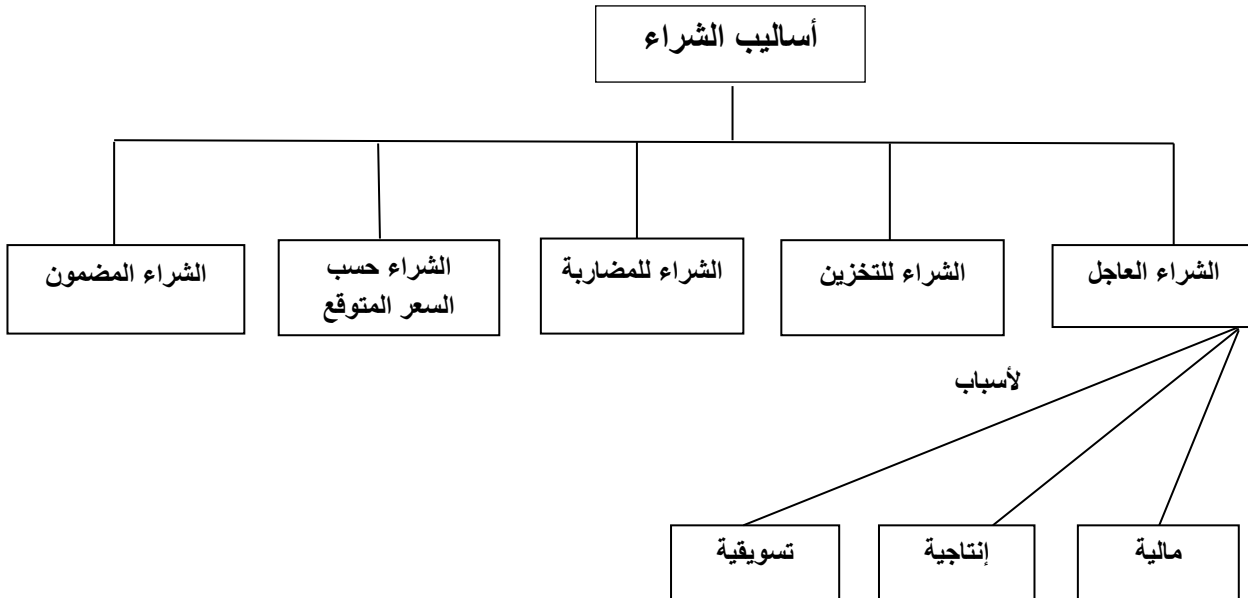 أساليب الشراء
الشراء العاجل
الشراء للتخزين
الشراء للمضاربة
الشراء حسب
السعر المتوقع
الشراء المضمون
لأسباب
مالية
إنتاجية
تسويقية